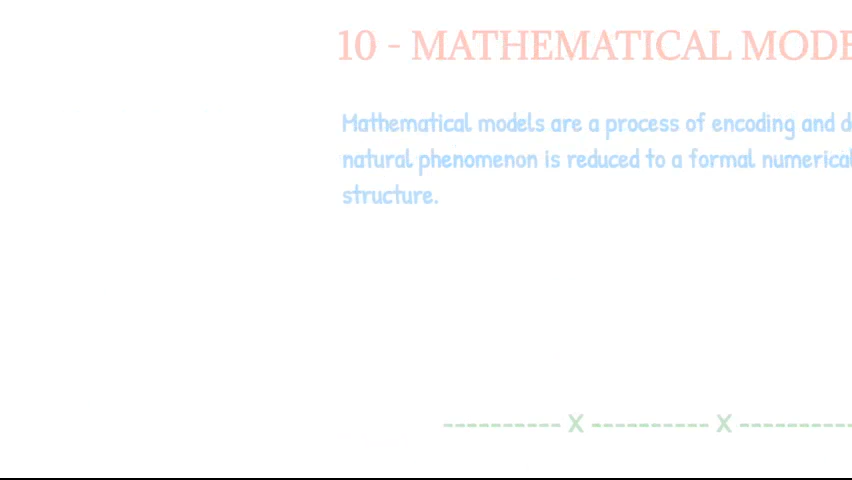 10 - MATHEMATICAL MODE
Mathematical models are a process of encoding and d
natural phenomenon is reduced to a formal numerical
structure.
---------- X ---------- X ----------